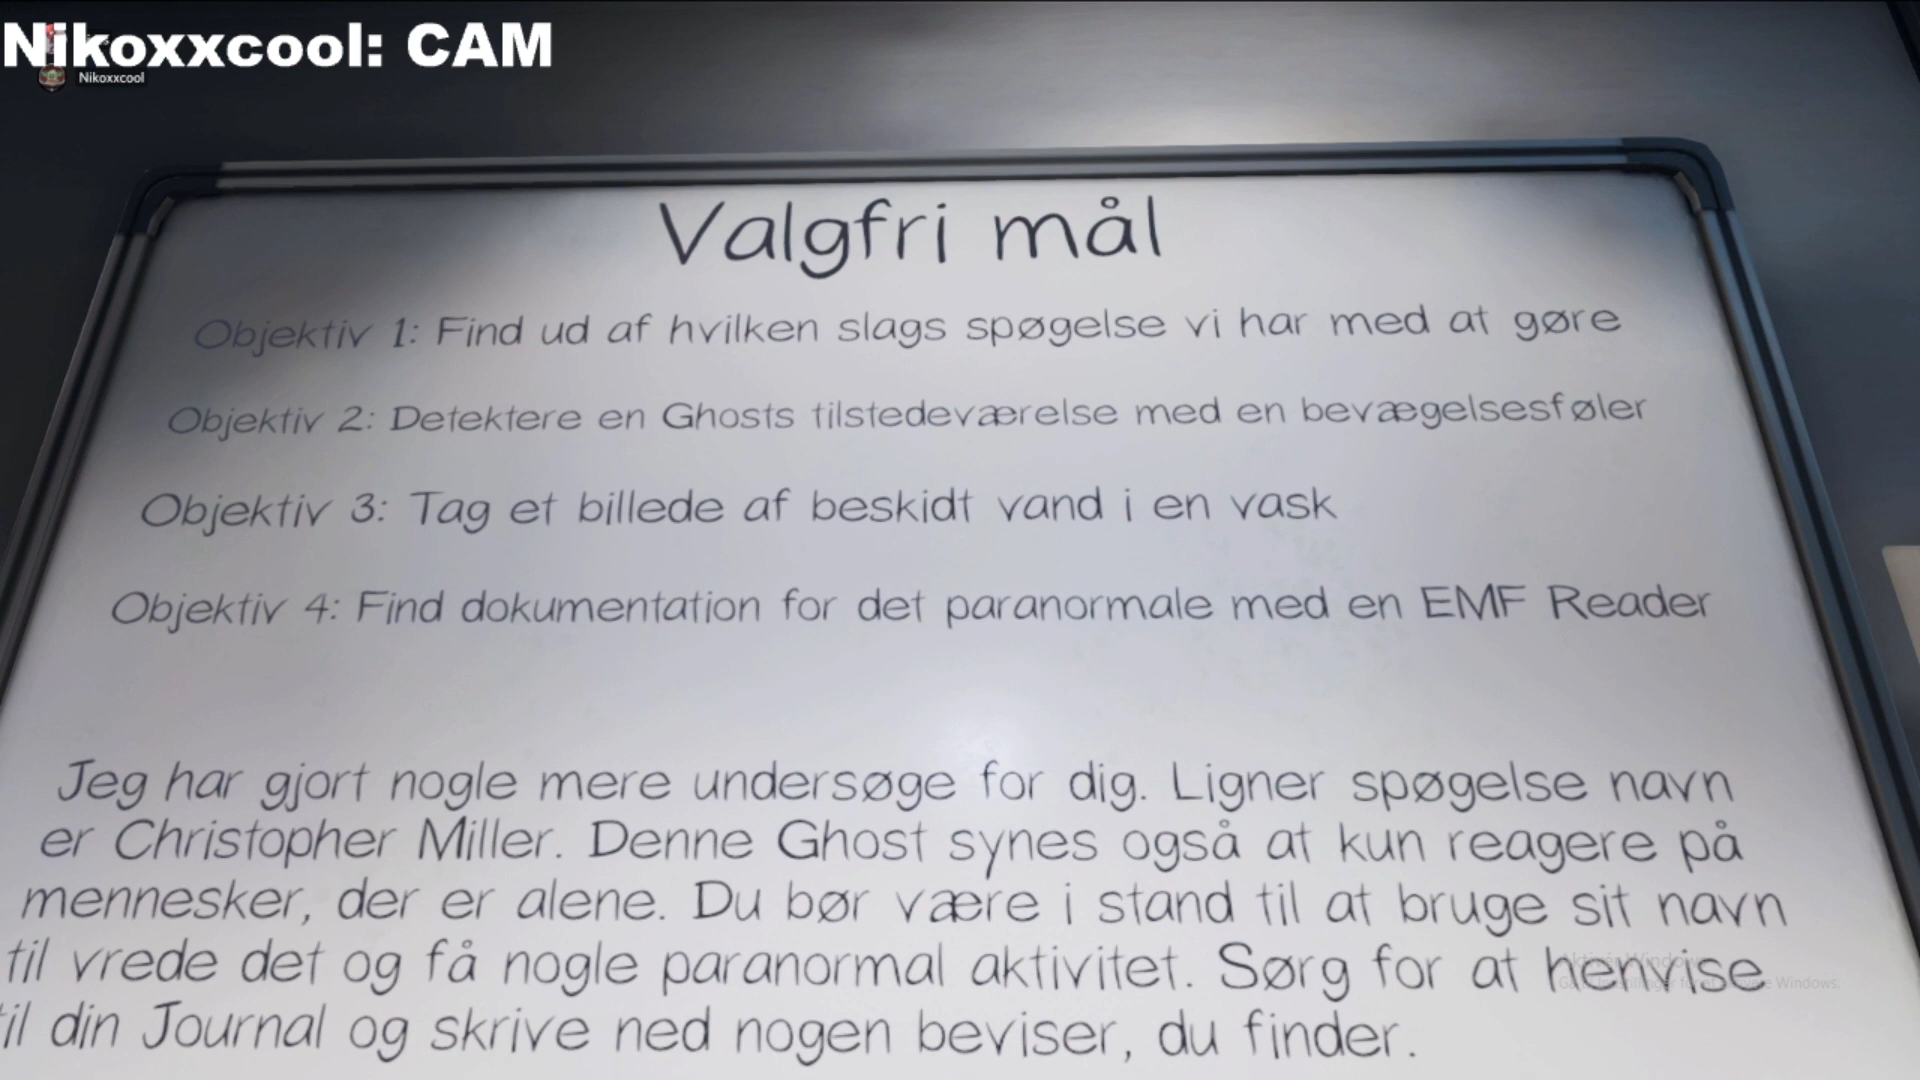 Nikoxxcool: CAM
Nikoxxcool
Valgfri mål
Objektiv 1: Find ud af hvilken slags spøgelse vi har med at gøre
Objektiv 2: Detektere en Ghosts tilstedeværelse med en bevægelsesføler
Objektiv 3: Tag et billede af beskidt vand i en vask
Objektiv 4: Find dokumentation for det paranormale med en EMF Reader
Jeg har gjort nogle mere undersøge for dig. Ligner spøgelse navn
er Christopher Miller. Denne Ghost synes også at kun reagere på
mennesker, der er alene. Du bør være i stand til at bruge sit navn
til vrede det og få nogle paranormal aktivitet. Sørg for at henvise
til din Journal og skrive ned nogen beviser, du finder.
Windows.